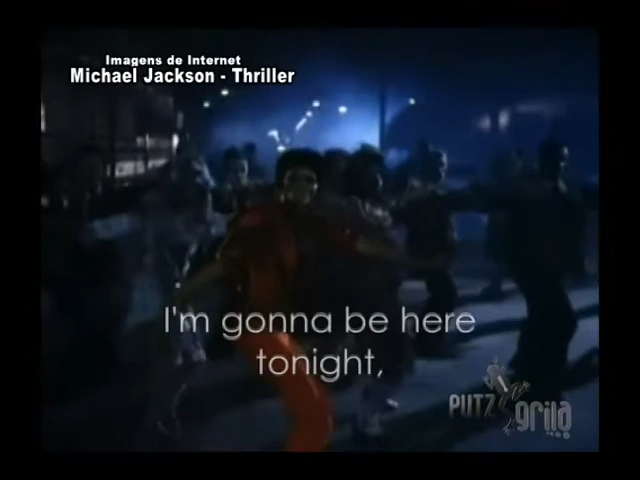 Imagens de Internet
Michael Jackson - Thriller
I'm gonna be here
tonight,
PUTZ
grila